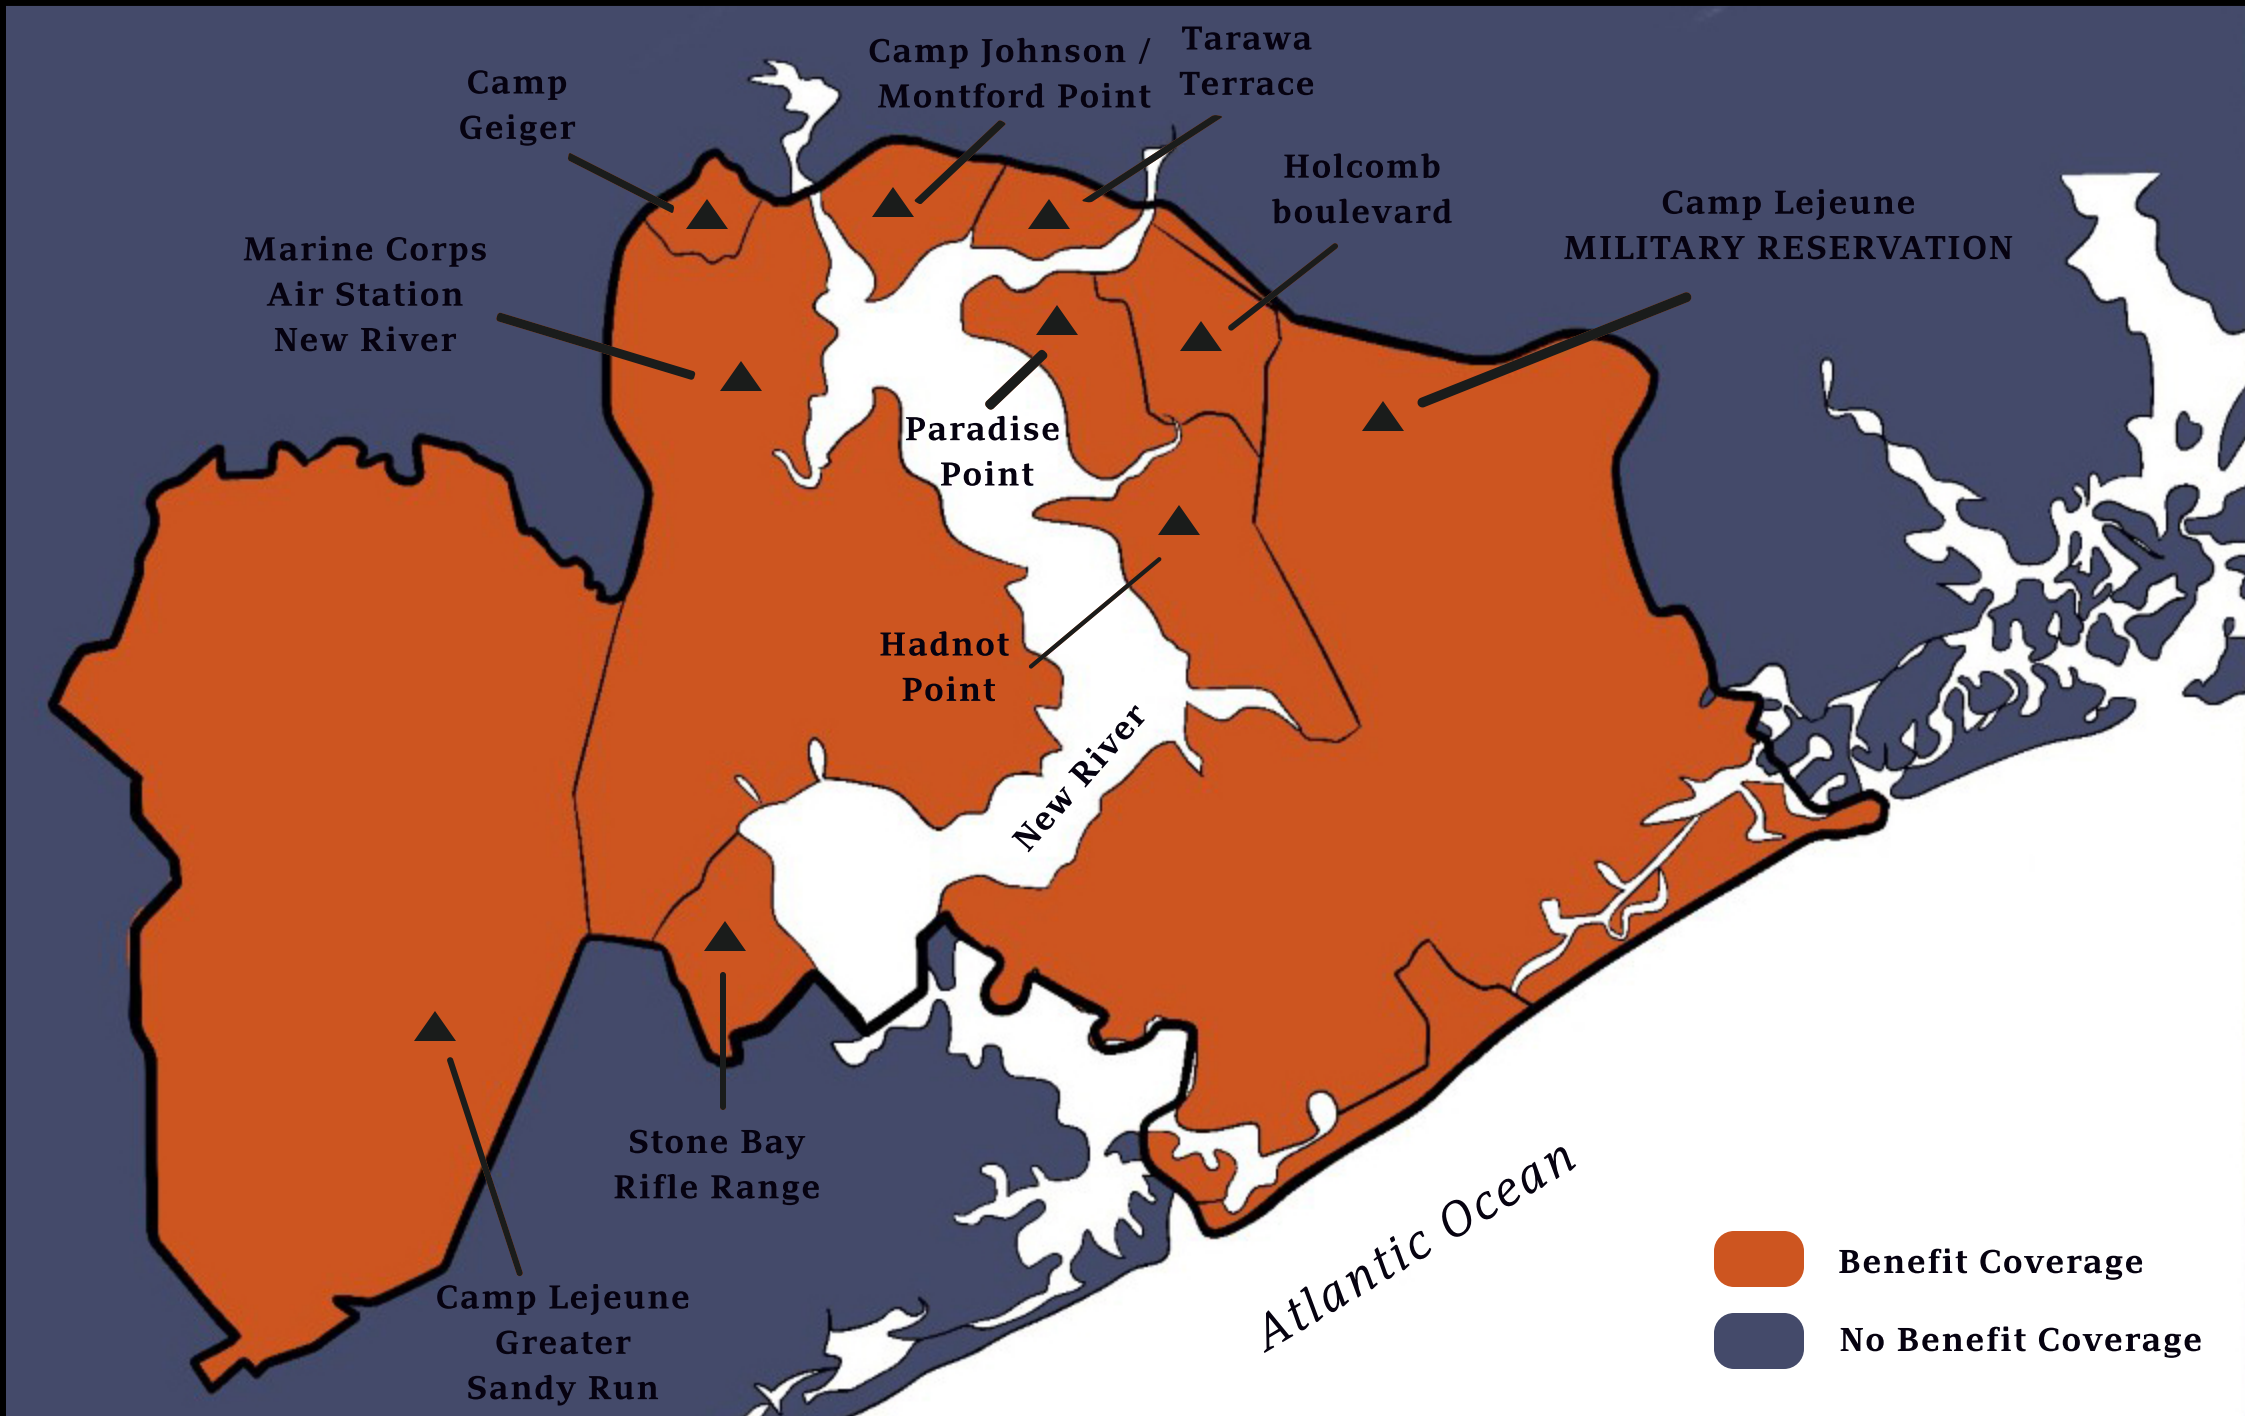 Camp
Geiger
Camp Johnson /
Montford Point
Tarawa
Terrace
Holcomb
boulevard
Camp Lejeune
MILITARY RESERVATION
Marine Corps
Air Station
New River
Paradise
Point
Hadnot
Point
New River
Stone Bay
Rifle Range
Camp Lejeune
Greater
Sandy Run
Atlantic Ocean
Benefit Coverage
No Benefit Coverage